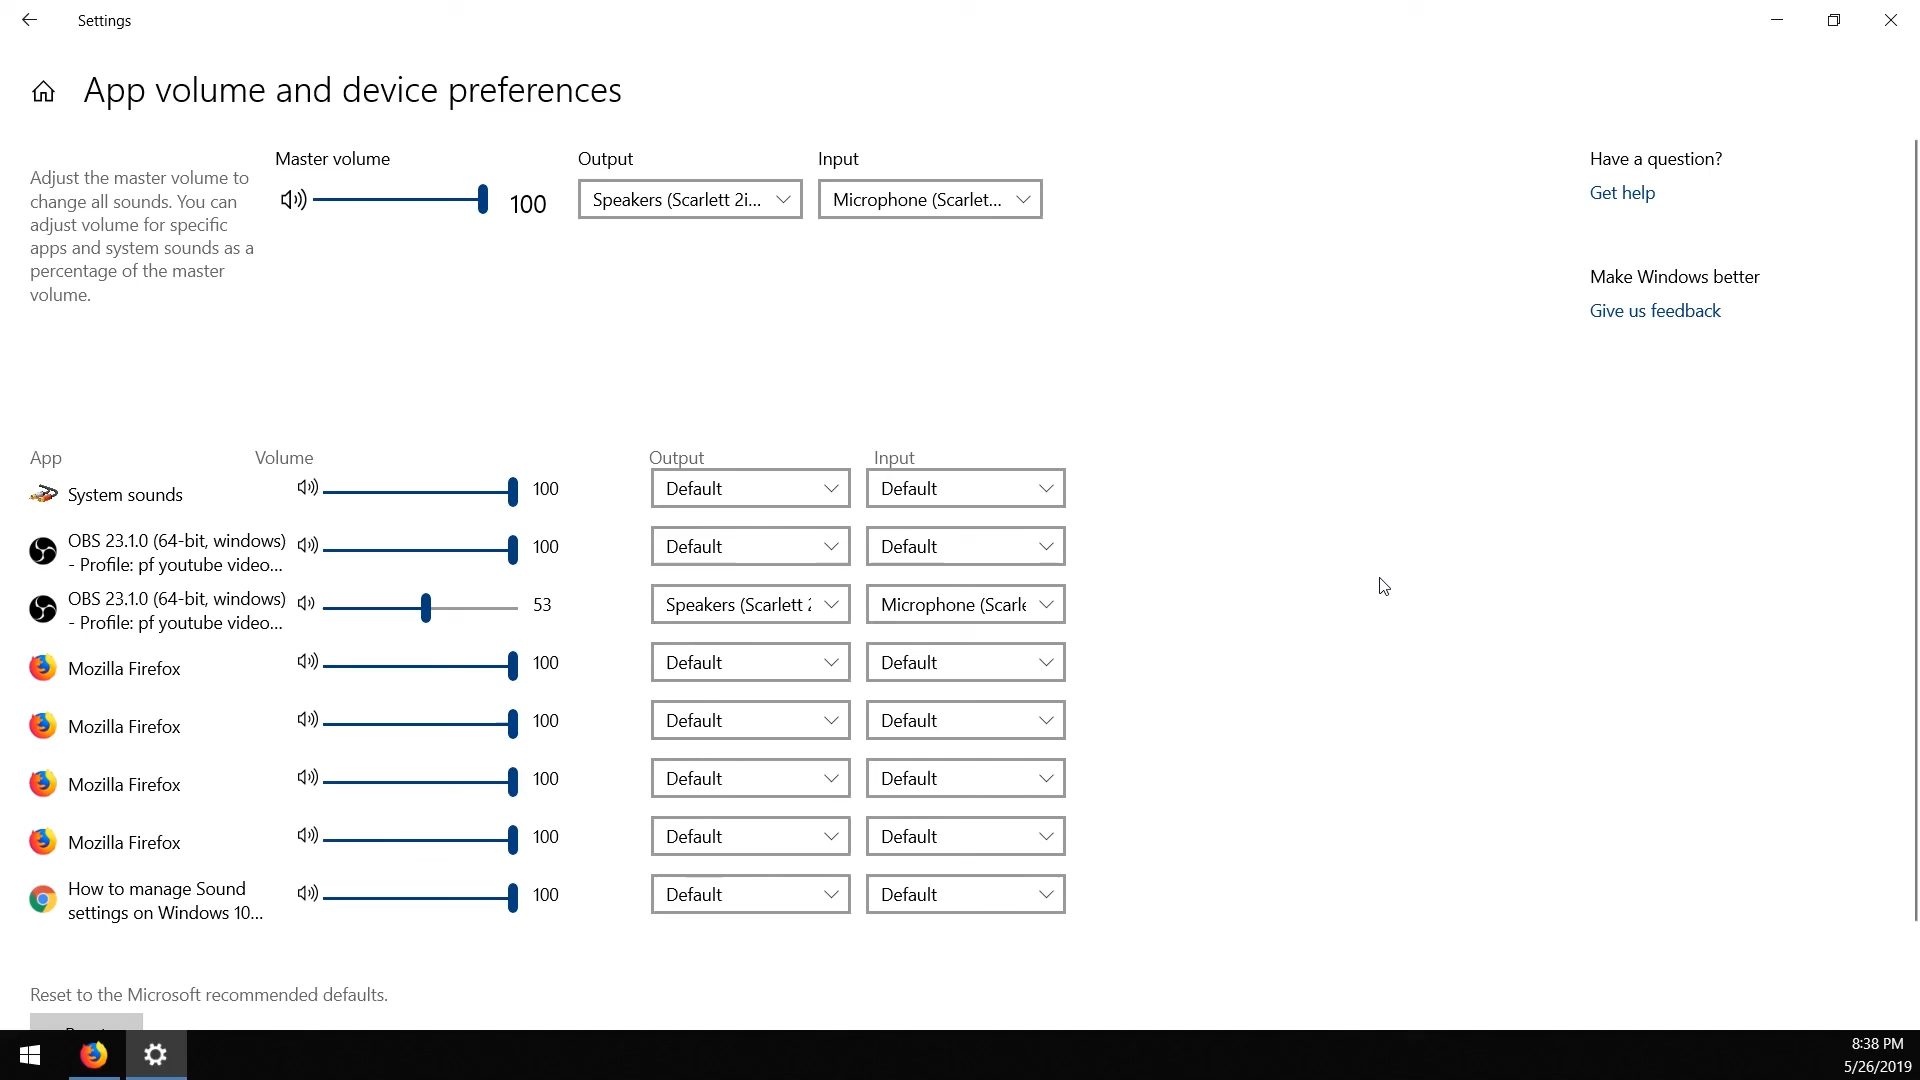 Settings
App volume and device preferences
Adjust the master volume to
change all sounds. You can
adjust volume for specific
apps and system sounds as a
percentage of the master
volume.
Master volume
100
Output
Speakers (Scarlett 2i...
Input
Microphone (Scarlet...
Have a question?
Get help
Make Windows better
Give us feedback
App Volume Output Input
System sounds 100 Default Default
OBS 23.1.0 (64-bit, windows)
- Profile: pf youtube video... 100 Default Default
OBS 23.1.0 (64-bit, windows)
- Profile: pf youtube video... 53 Speakers (Scarlett Microphone (Scarle
Mozilla Firefox 100 Default Default
Mozilla Firefox 100 Default Default
Mozilla Firefox 100 Default Default
Mozilla Firefox 100 Default Default
How to manage Sound
settings on Windows 10... 100 Default Default
Reset to the Microsoft recommended defaults.
8:38 PM
5/26/2019